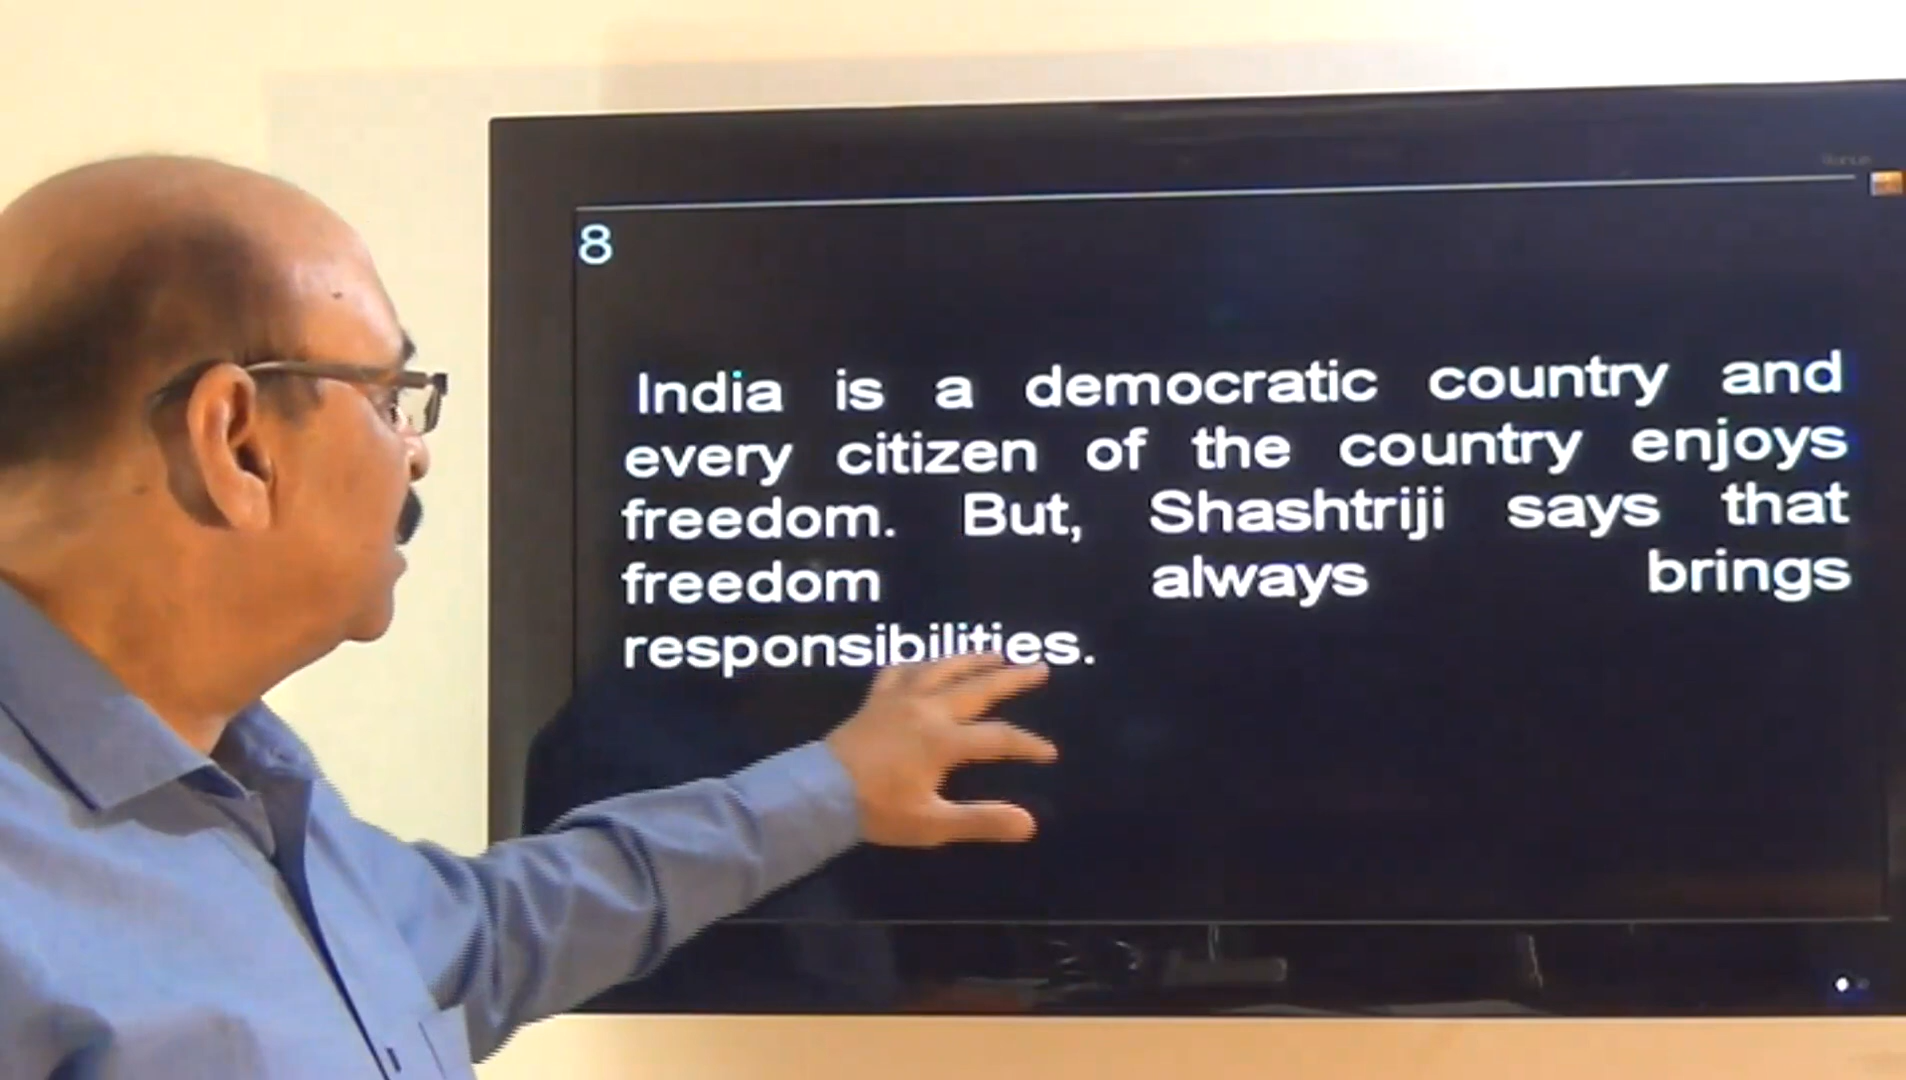 8
India is a democratic country and
every citizen of the country enjoys
freedom. But, Shashtriji says that
freedom always brings
responsibilities.